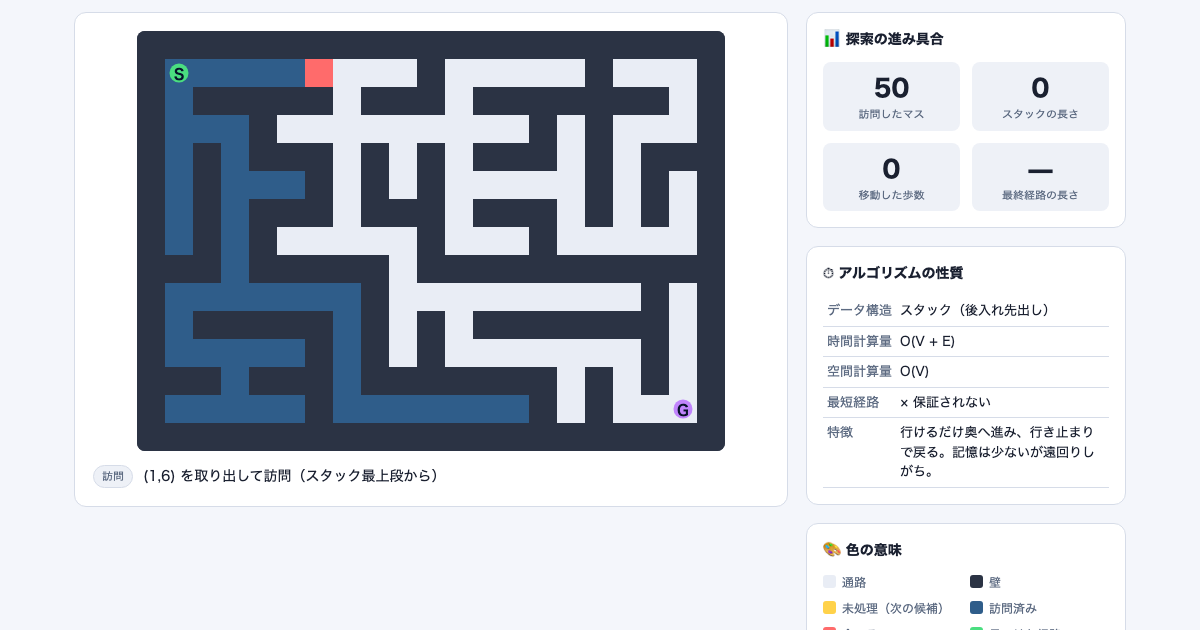 S
G
訪問 (1,6) を取り出して訪問（スタック最上段から）
📊 探索の進み具合
50
訪問したマス
0
スタックの長さ
0
移動した歩数
—
最終経路の長さ
⏱ アルゴリズムの性質
データ構造 スタック（後入れ先出し）
時間計算量 O(V + E)
空間計算量 O(V)
最短経路 × 保証されない
特徴 行けるだけ奥へ進み、行き止まり
で戻る。記憶は少ないが遠回りし
がち。
🎨 色の意味
通路
壁
未処理（次の候補）
訪問済み